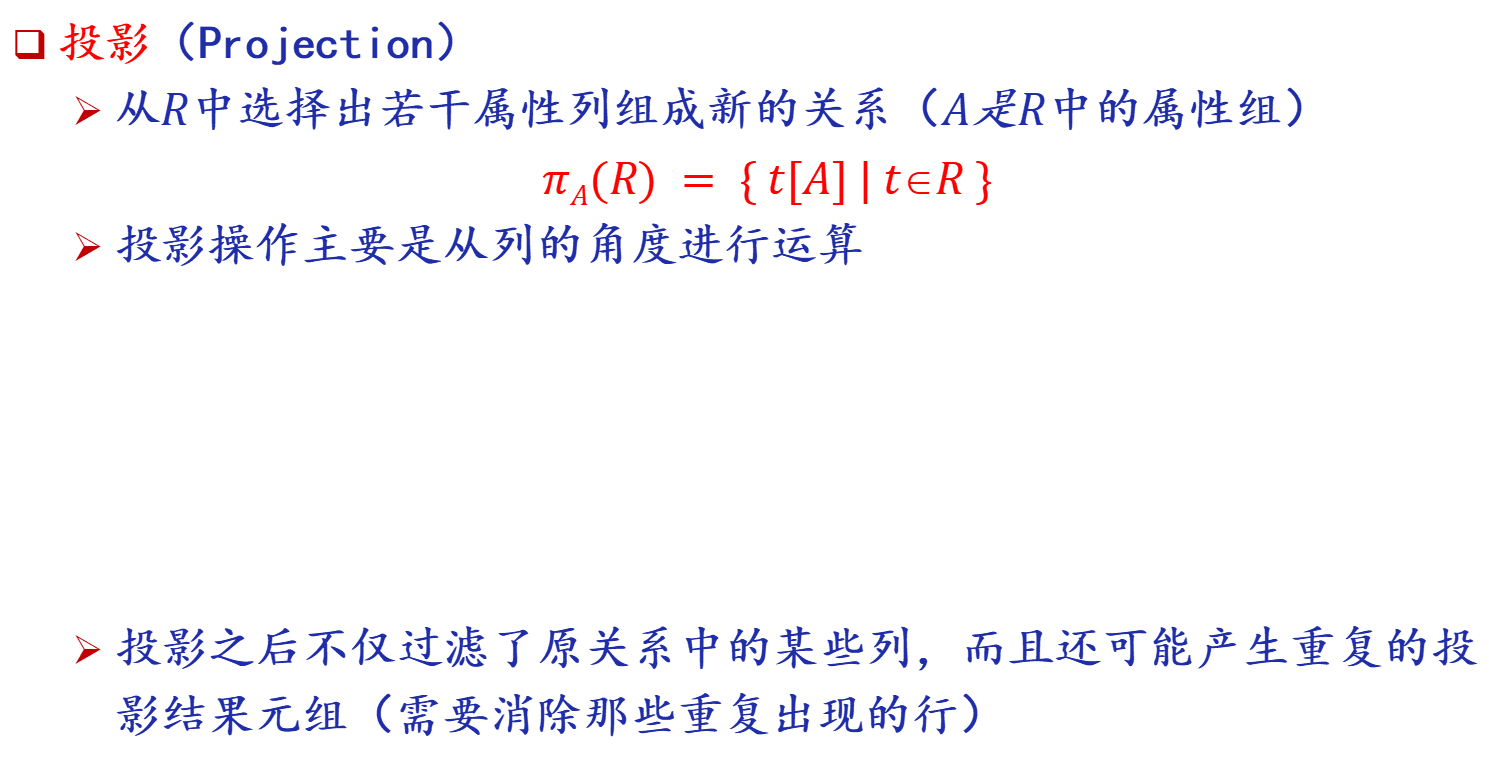 ❑ 投影（Projection）
➢ 从R中选择出若干属性列组成新的关系（A是R中的属性组）
π_A(R) = { t[A] | t∈R }
➢ 投影操作主要是从列的角度进行运算
➢ 投影之后不仅过滤了原关系中的某些列，而且还可能产生重复的投
影结果元组（需要消除那些重复出现的行）